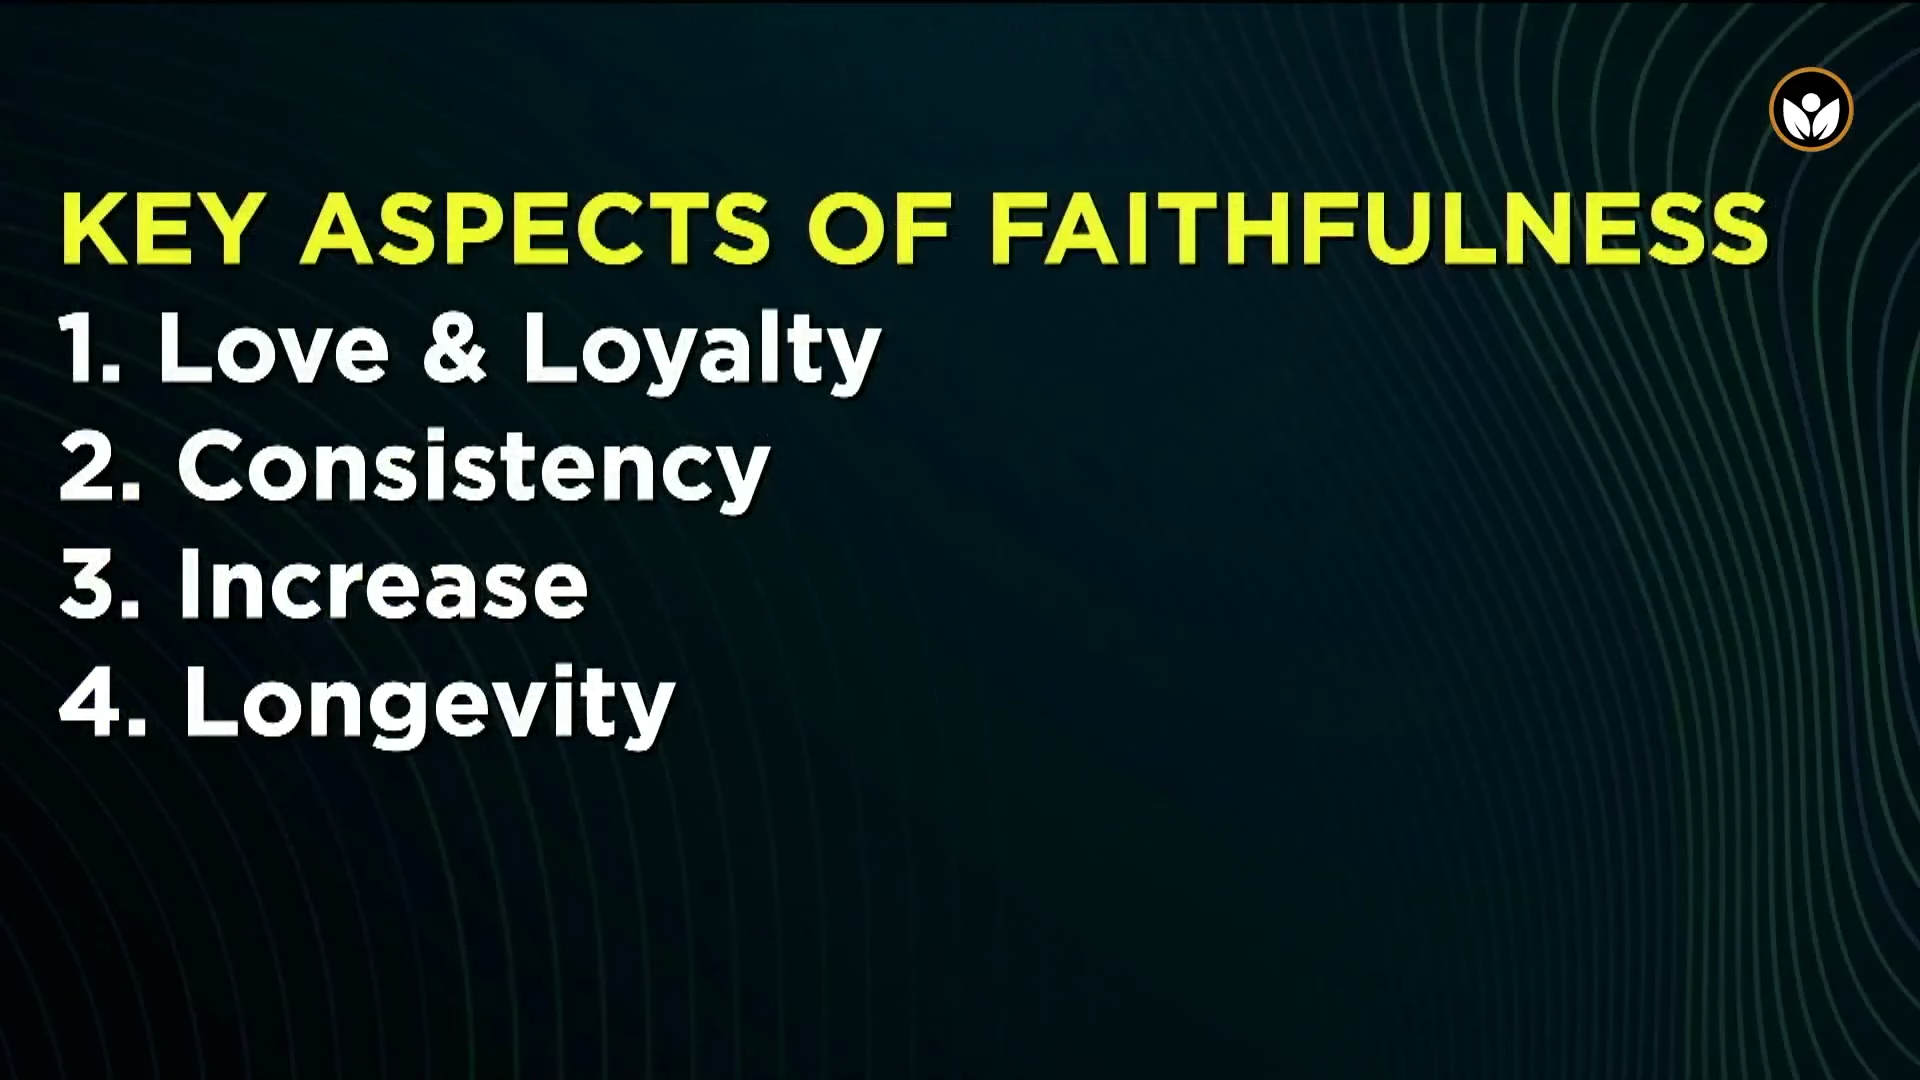 KEY ASPECTS OF FAITHFULNESS
1. Love & Loyalty
2. Consistency
3. Increase
4. Longevity